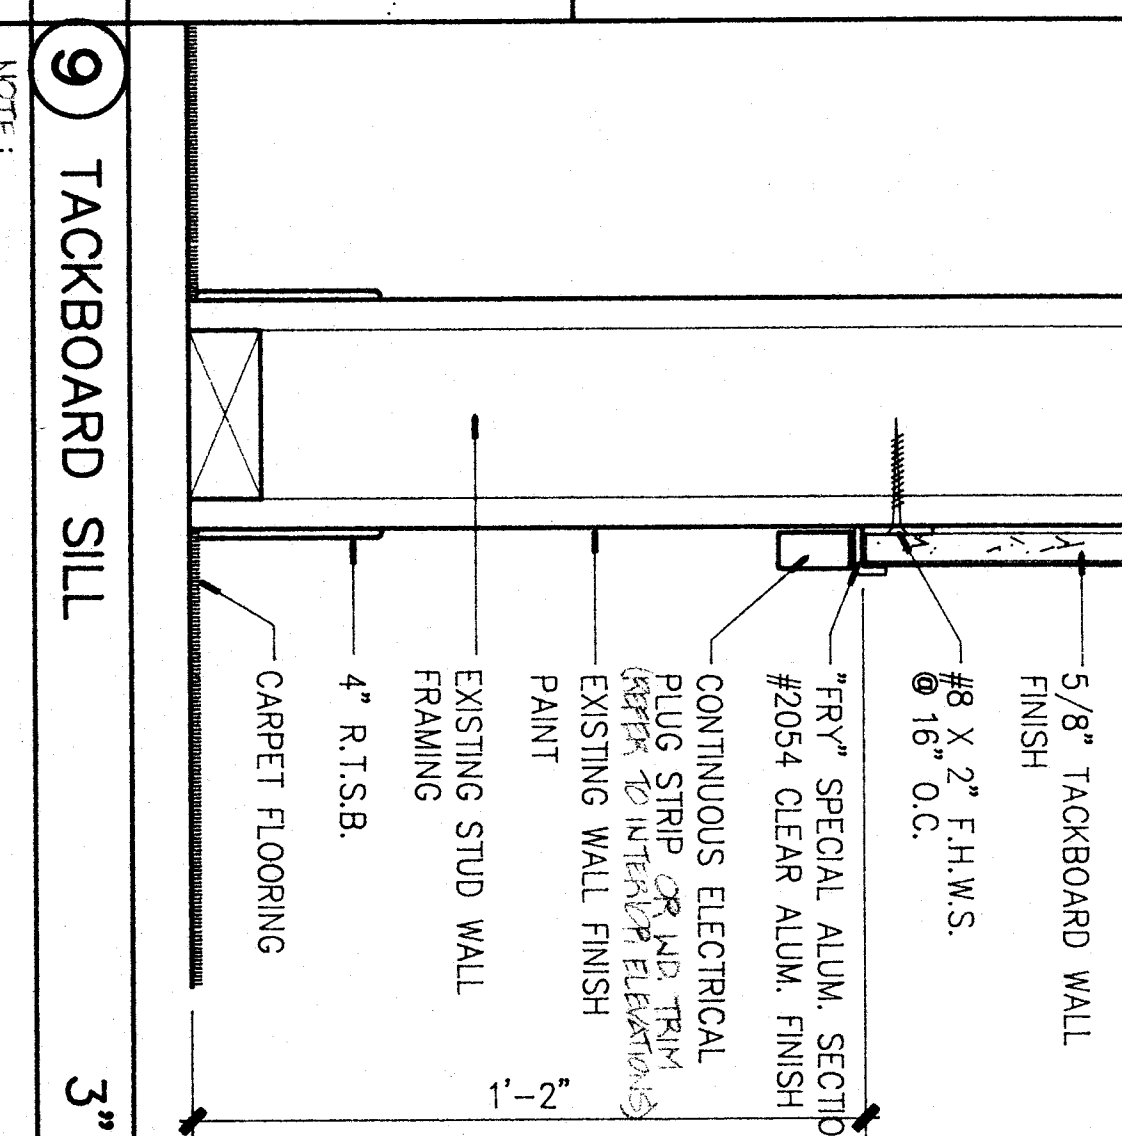 5/8" TACKBOARD WALL
FINISH
#8 X 2" F.H.W.S.
@ 16" O.C.
"FRY" SPECIAL ALUM. SECTIO
#2054 CLEAR ALUM. FINISH
CONTINUOUS ELECTRICAL
PLUG STRIP OR WD. TRIM
(REFER TO INTERIOR ELEVATIONS)
EXISTING WALL FINISH
PAINT
EXISTING STUD WALL
FRAMING
4" R.T.S.B.
CARPET FLOORING
1'-2"
9 TACKBOARD SILL 3"
NOTE: